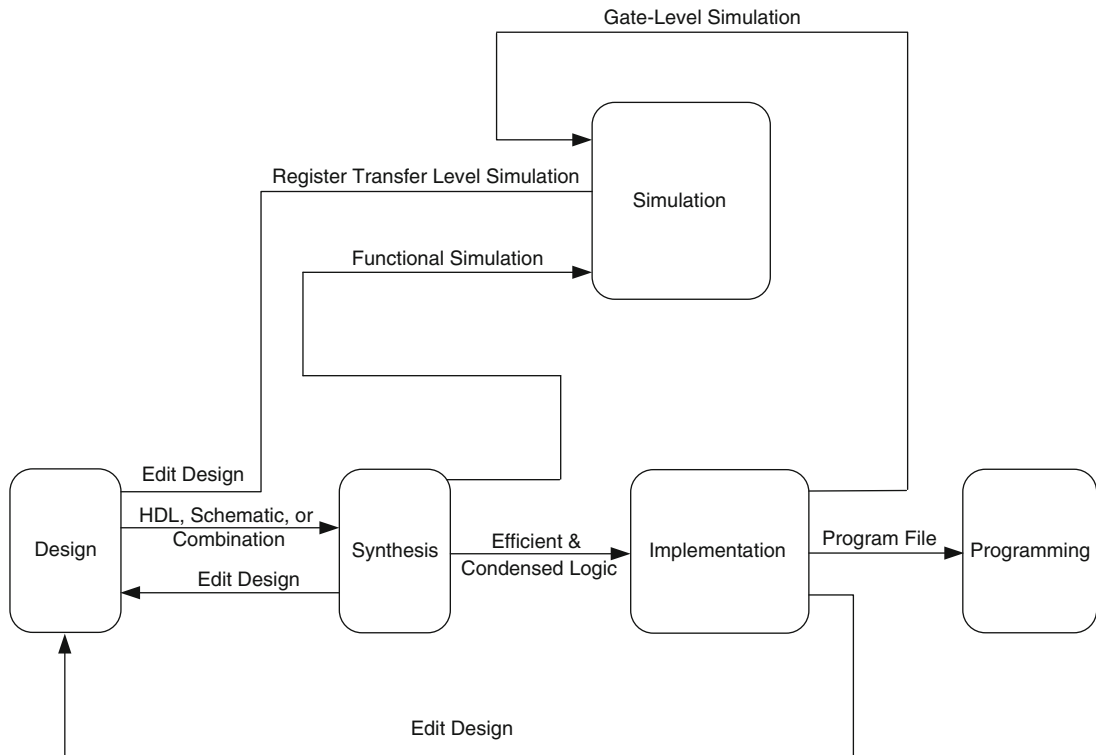 Gate-Level Simulation
Register Transfer Level Simulation
Simulation
Functional Simulation
Edit Design
HDL, Schematic, or
Combination
Design
Synthesis
Efficient &
Condensed Logic
Implementation
Program File
Programming
Edit Design
Edit Design